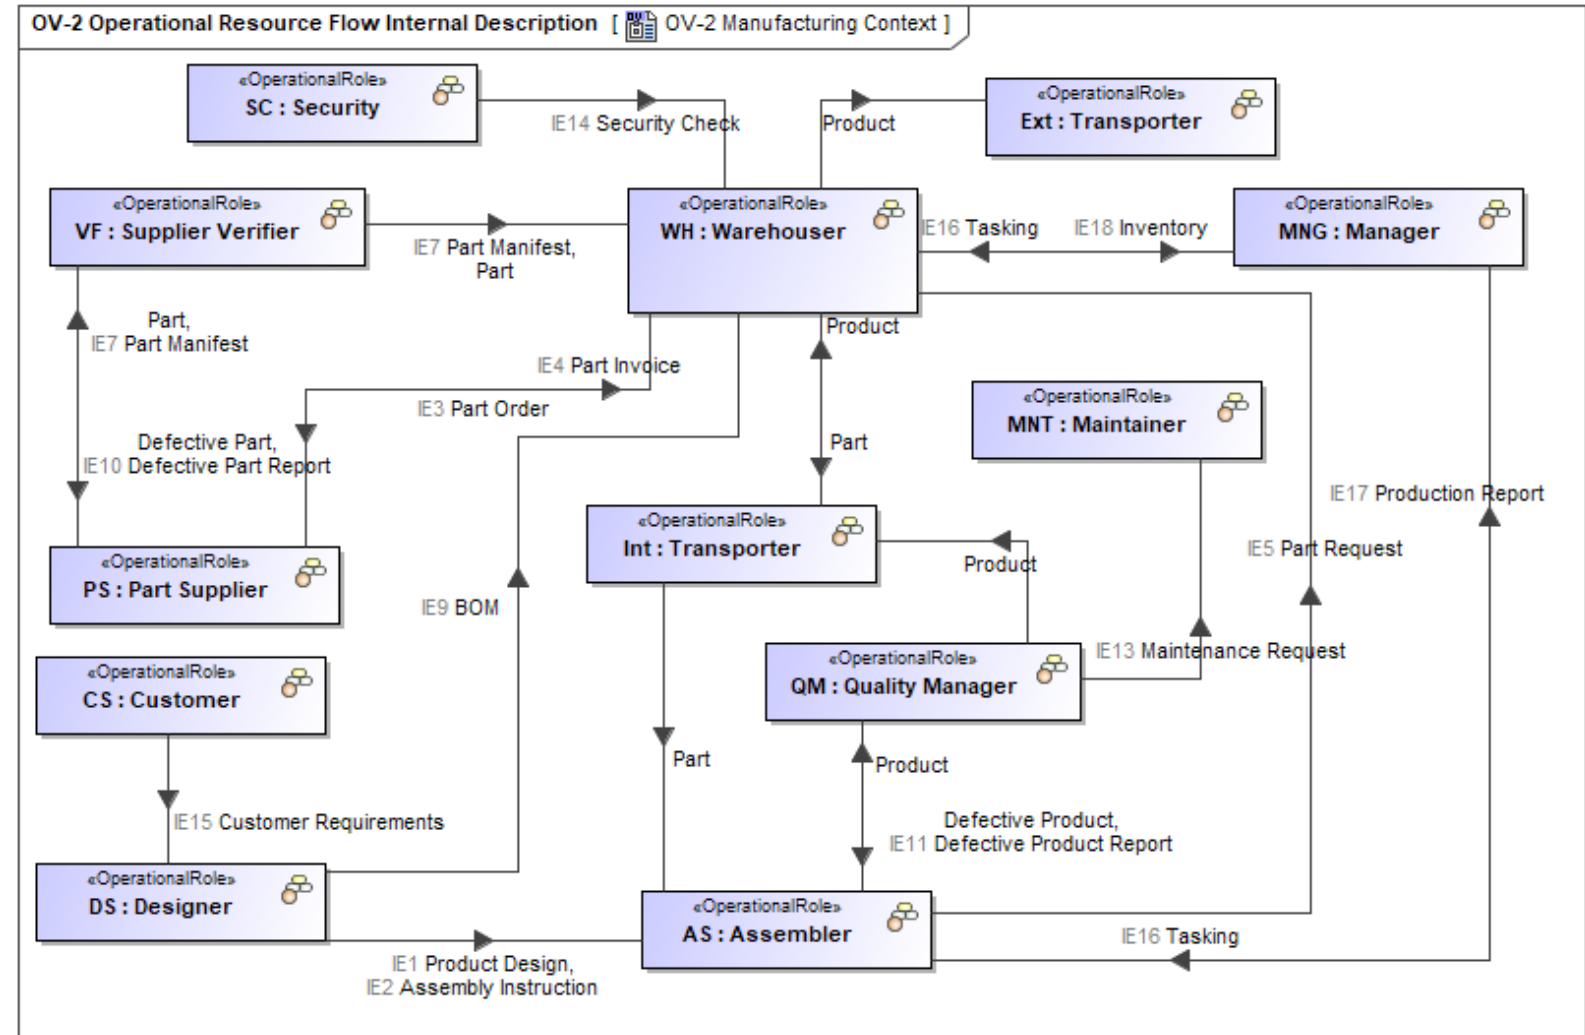 OV-2 Operational Resource Flow Internal Description [ OV-2 Manufacturing Context ]
«OperationalRole»
SC : Security
IE14 Security Check
Product
«OperationalRole»
Ext : Transporter
«OperationalRole»
VF : Supplier Verifier
IE7 Part Manifest,
Part
«OperationalRole»
WH : Warehouser
IE16 Tasking
IE18 Inventory
«OperationalRole»
MNG : Manager
Part,
IE7 Part Manifest
Product
IE4 Part Invoice
IE3 Part Order
«OperationalRole»
MNT : Maintainer
Defective Part,
IE10 Defective Part Report
Part
IE17 Production Report
«OperationalRole»
Int : Transporter
Product
IE5 Part Request
«OperationalRole»
PS : Part Supplier
IE9 BOM
«OperationalRole»
CS : Customer
«OperationalRole»
QM : Quality Manager
IE13 Maintenance Request
Part
Product
IE15 Customer Requirements
Defective Product,
IE11 Defective Product Report
«OperationalRole»
DS : Designer
«OperationalRole»
AS : Assembler
IE16 Tasking
IE1 Product Design,
IE2 Assembly Instruction